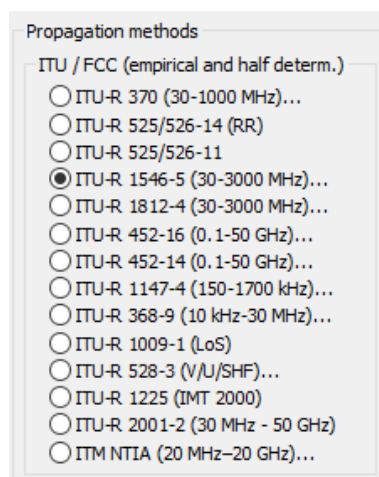 Propagation methods
ITU / FCC (empirical and half determ.)
ITU-R 370 (30-1000 MHz)...
ITU-R 525/526-14 (RR)
ITU-R 525/526-11
ITU-R 1546-5 (30-3000 MHz)...
ITU-R 1812-4 (30-3000 MHz)...
ITU-R 452-16 (0.1-50 GHz)...
ITU-R 452-14 (0.1-50 GHz)...
ITU-R 1147-4 (150-1700 kHz)...
ITU-R 368-9 (10 kHz-30 MHz)...
ITU-R 1009-1 (LoS)
ITU-R 528-3 (V/U/SHF)...
ITU-R 1225 (IMT 2000)
ITU-R 2001-2 (30 MHz - 50 GHz)
ITM NTIA (20 MHz–20 GHz)...